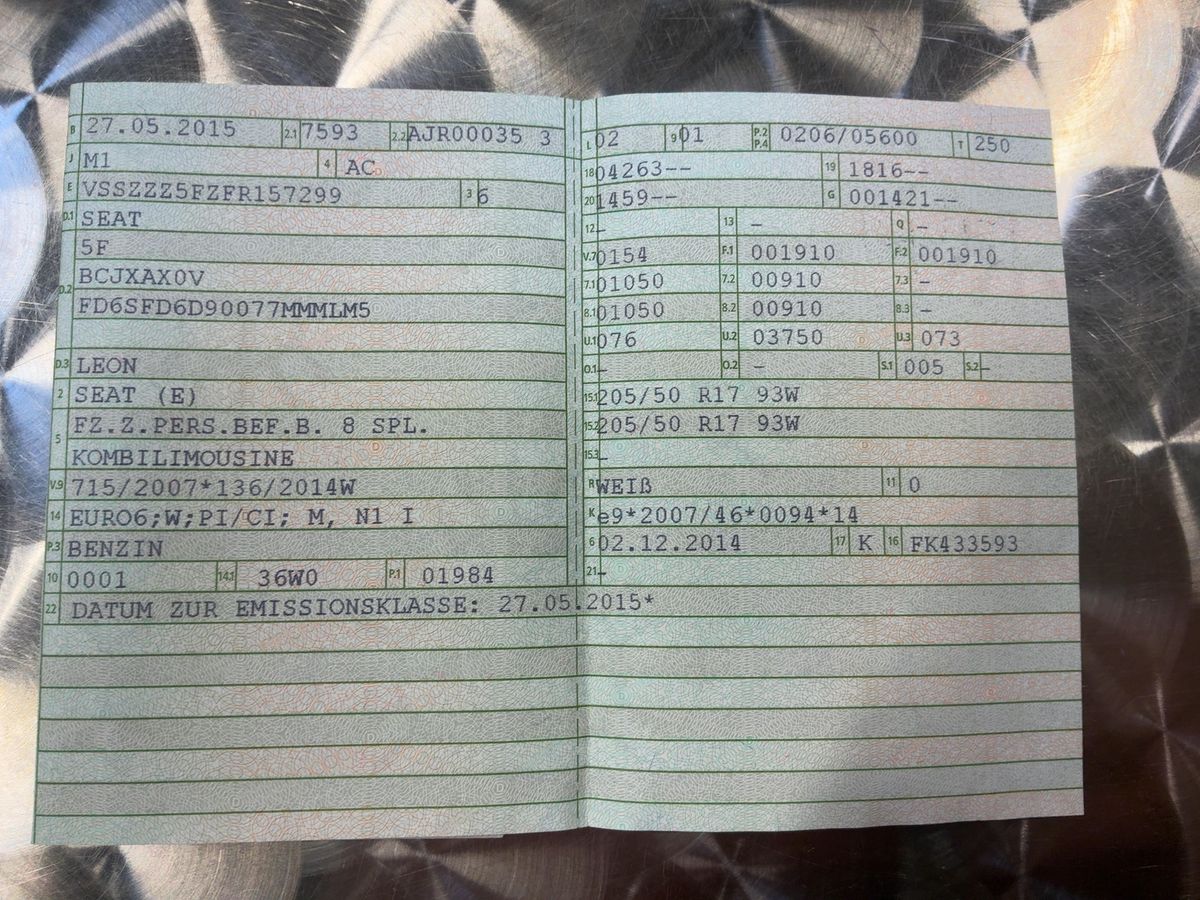 B 27.05.2015 2.1 7593 2.2 AJR00035 3
J M1 4 AC
E VSSZZZ5FZFR157299 3 6
D.1 SEAT
5F
D.2 BCJXAX0V
FD6SFD6D90077MMMLM5
D.3 LEON
2 SEAT (E)
5 FZ.Z.PERS.BEF.B. 8 SPL.
KOMBILIMOUSINE
V.9 715/2007*136/2014W
14 EURO6;W;PI/CI; M, N1 I
P.3 BENZIN
10 0001 14.1 36W0 P.1 01984
L 02 9 01 P.2 P.4 0206/05600 T 250
18 04263-- 19 1816--
20 1459-- G 001421--
12 - 13 - Q -
V.7 0154 F.1 001910 F.2 001910
7.1 01050 7.2 00910 7.3 -
8.1 01050 8.2 00910 8.3 -
U.1 076 U.2 03750 U.3 073
O.1 - O.2 - S.1 005 S.2 -
15.1 205/50 R17 93W
15.2 205/50 R17 93W
15.3 -
R WEIß 11 0
K e9*2007/46*0094*14
6 02.12.2014 17 K 16 FK433593
21 -
22 DATUM ZUR EMISSIONSKLASSE: 27.05.2015*